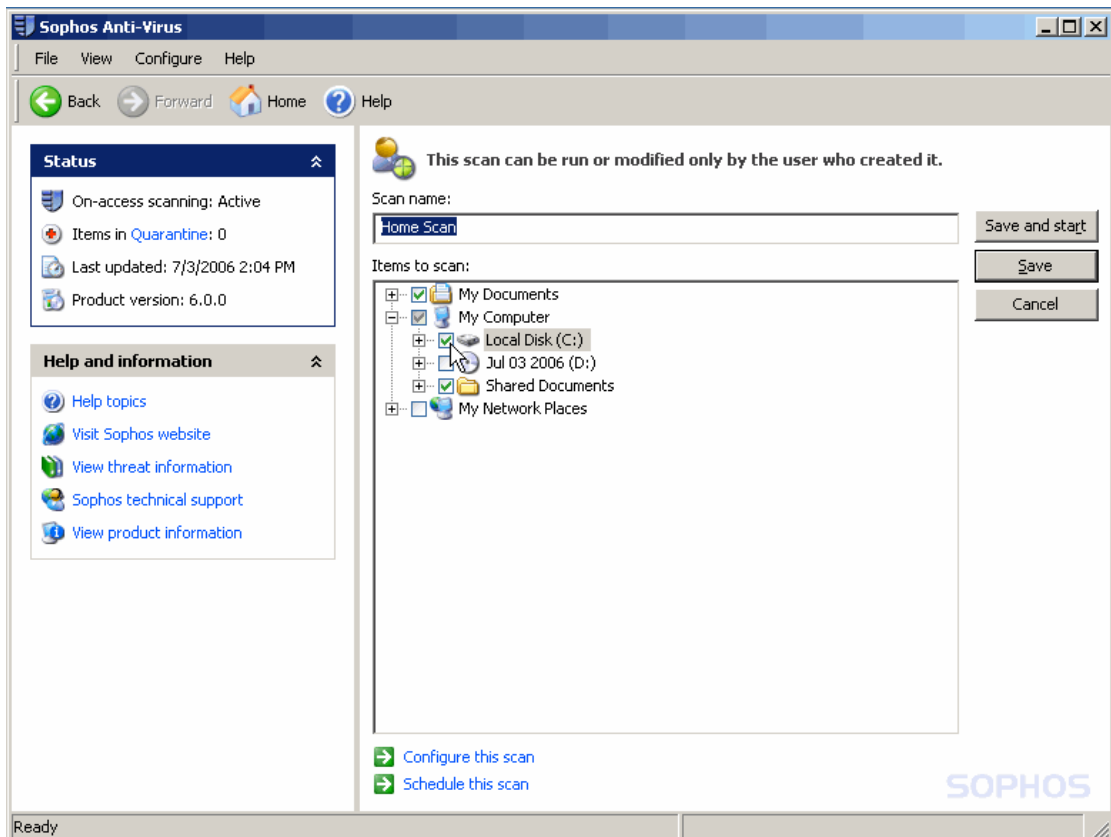 Sophos Anti-Virus
File View Configure Help
Back Forward Home Help
Status
On-access scanning: Active
Items in Quarantine: 0
Last updated: 7/3/2006 2:04 PM
Product version: 6.0.0
Help and information
Help topics
Visit Sophos website
View threat information
Sophos technical support
View product information
This scan can be run or modified only by the user who created it.
Scan name:
Home Scan
Save and start
Items to scan:
Save
Cancel
My Documents
My Computer
Local Disk (C:)
Jul 03 2006 (D:)
Shared Documents
My Network Places
Configure this scan
Schedule this scan
SOPHOS
Ready